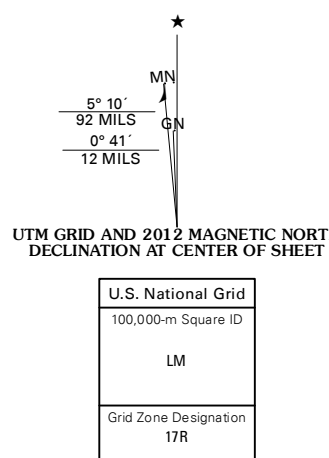 ★
MN
GN
5° 10´
92 MILS
0° 41´
12 MILS
UTM GRID AND 2012 MAGNETIC NORT
DECLINATION AT CENTER OF SHEET
U.S. National Grid
100,000-m Square ID
LM
Grid Zone Designation
17R